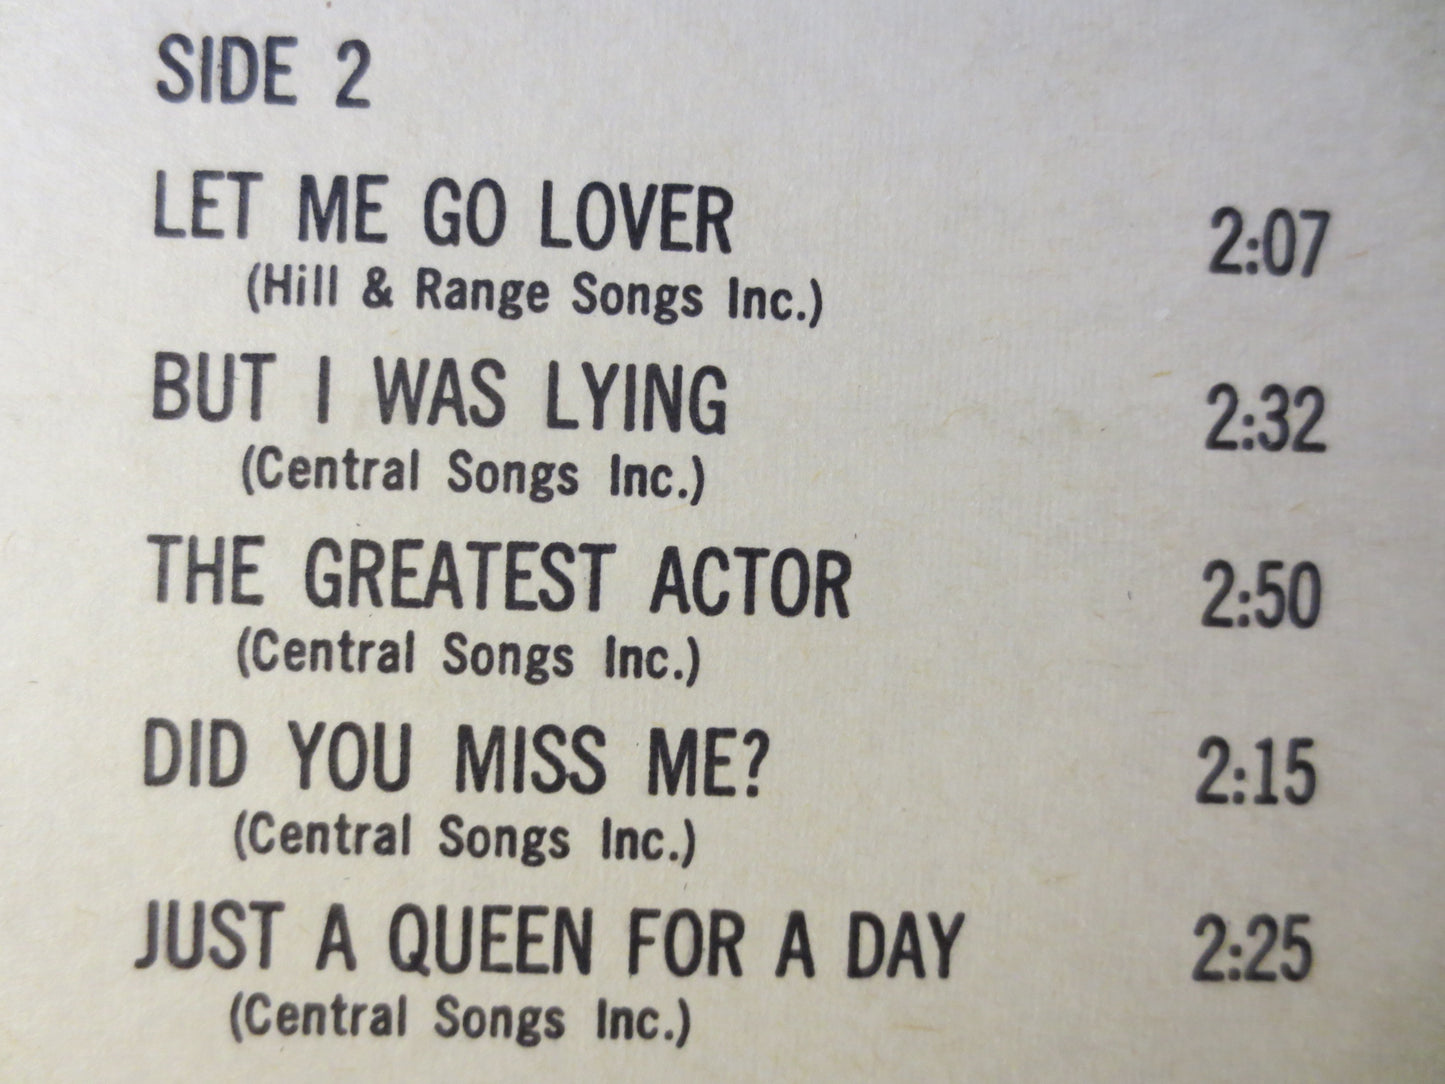 SIDE 2
LET ME GO LOVER 2:07
(Hill & Range Songs Inc.)
BUT I WAS LYING 2:32
(Central Songs Inc.)
THE GREATEST ACTOR 2:50
(Central Songs Inc.)
DID YOU MISS ME? 2:15
(Central Songs Inc.)
JUST A QUEEN FOR A DAY 2:25
(Central Songs Inc.)